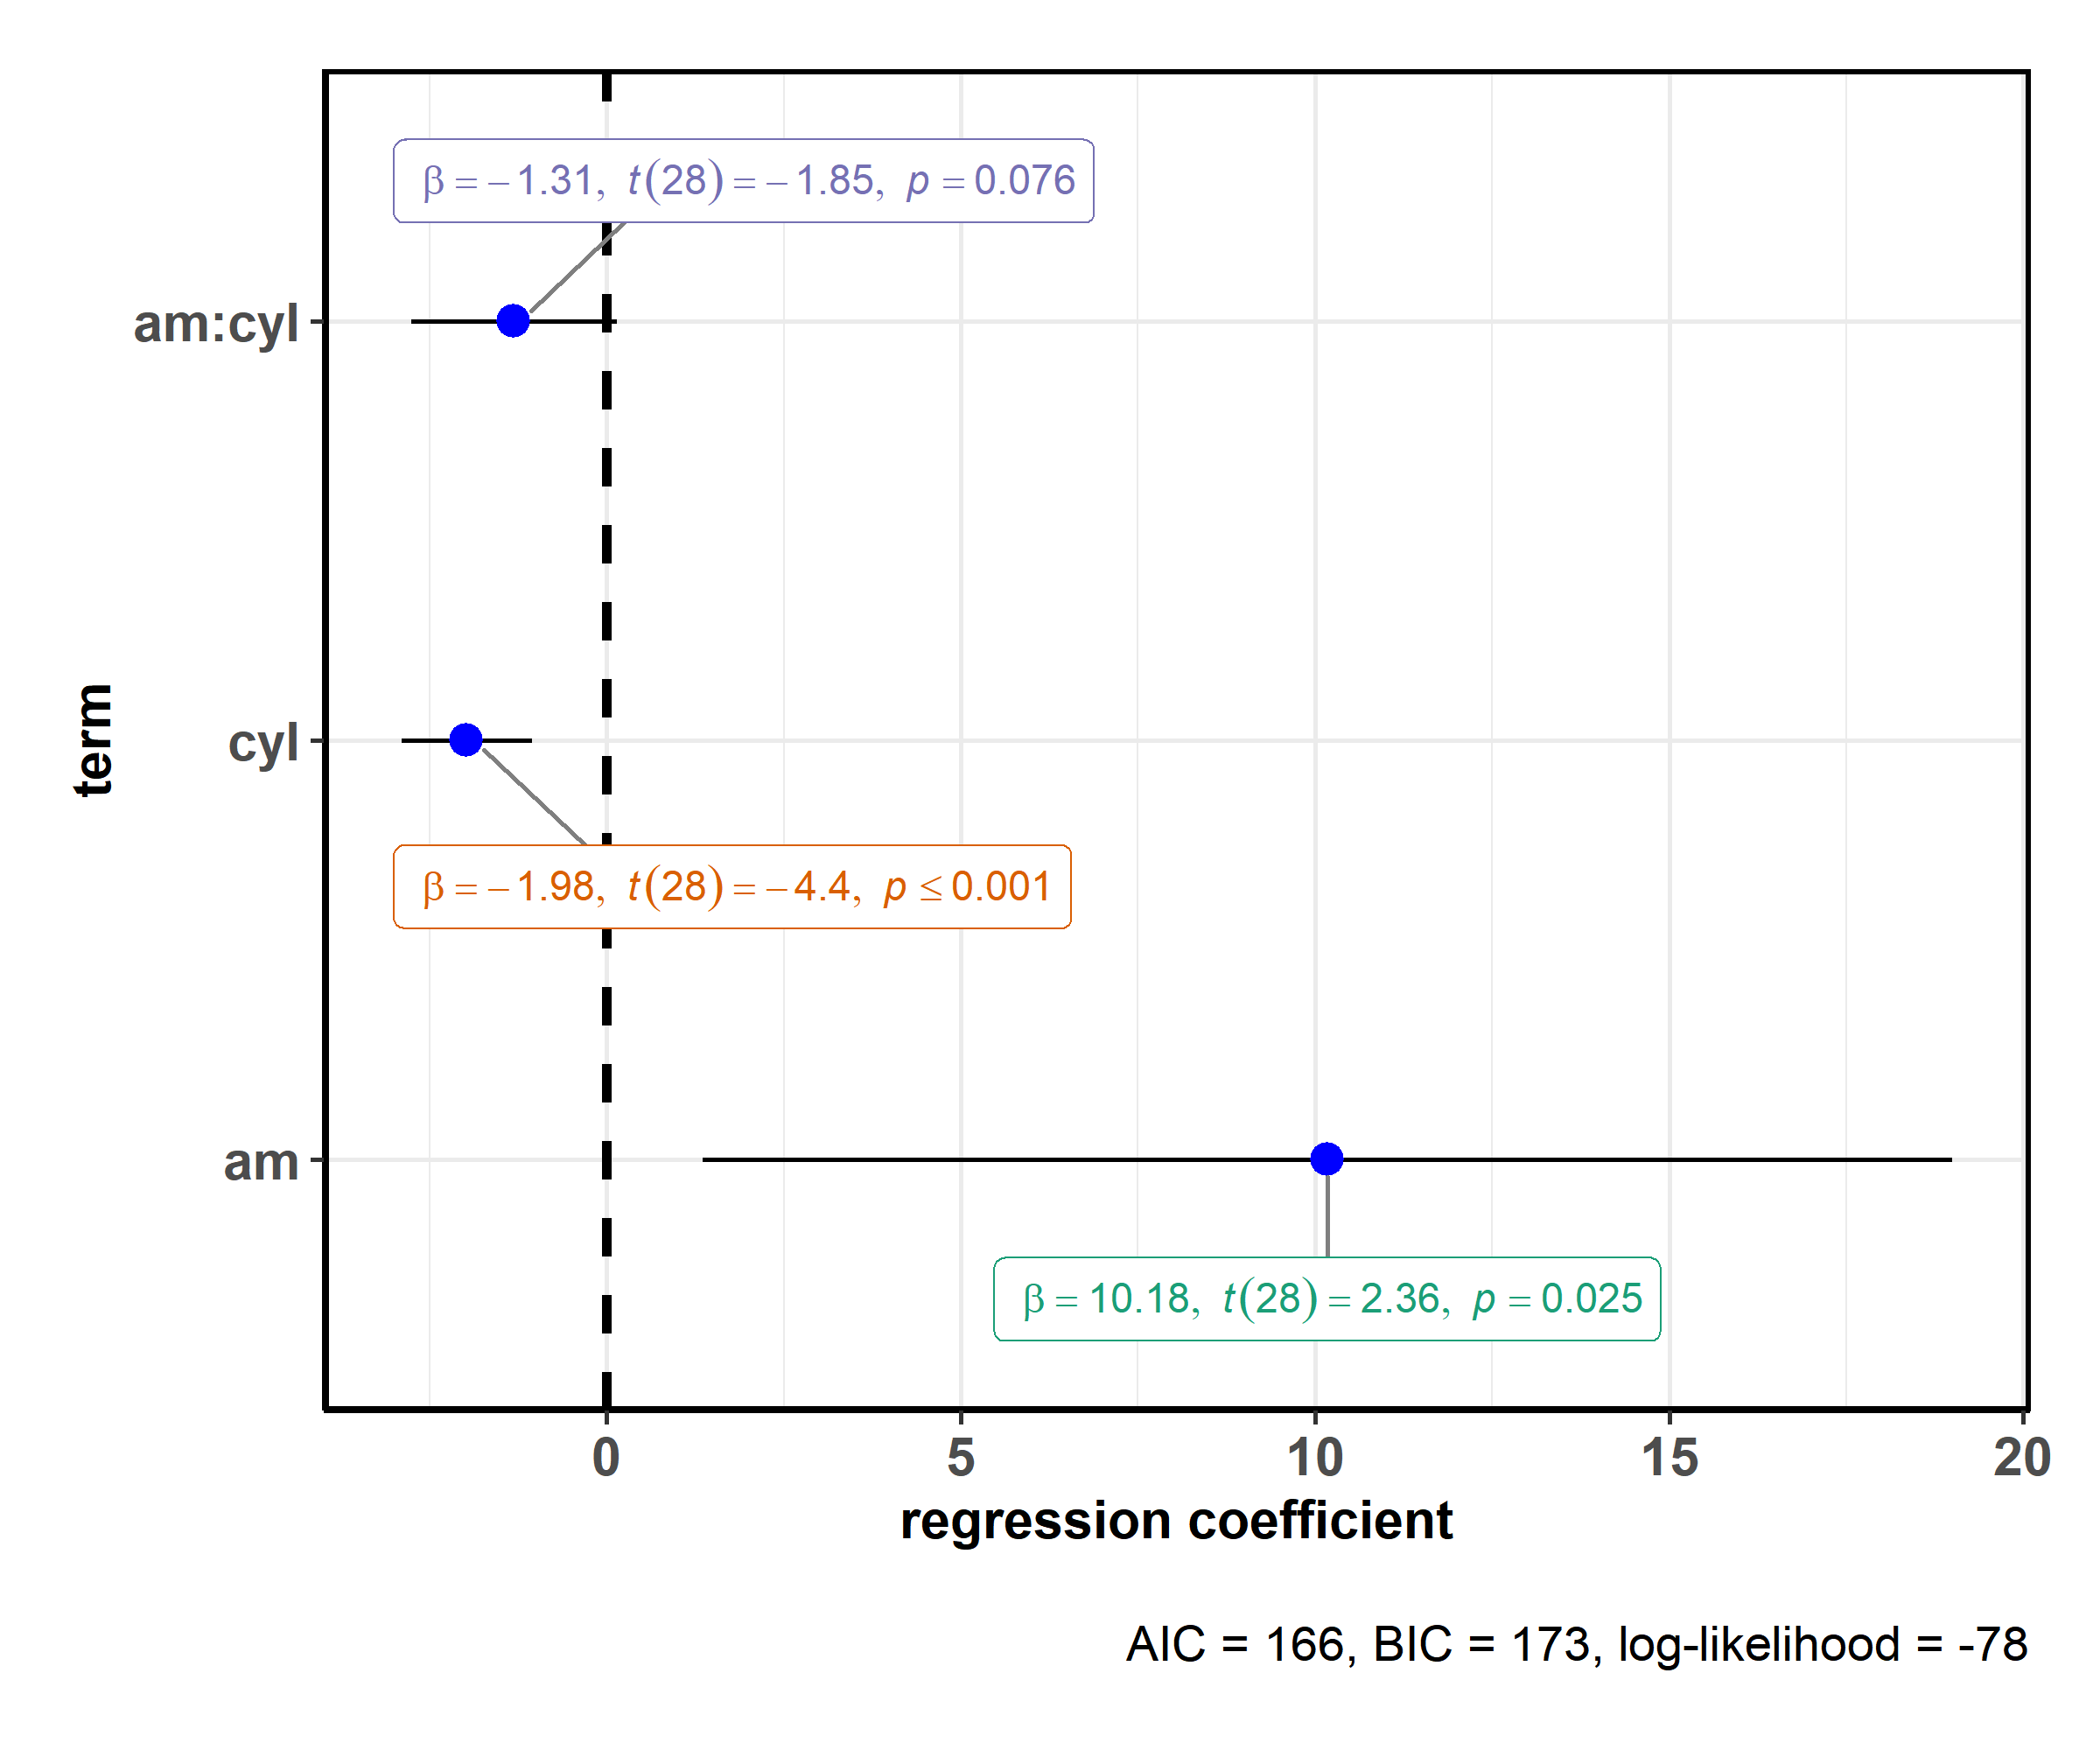 β = −1.31, t(28) = −1.85, p = 0.076
am:cyl
term
cyl
β = −1.98, t(28) = −4.4, p ≤ 0.001
am
β = 10.18, t(28) = 2.36, p = 0.025
0 5 10 15 20
regression coefficient
AIC = 166, BIC = 173, log-likelihood = -78